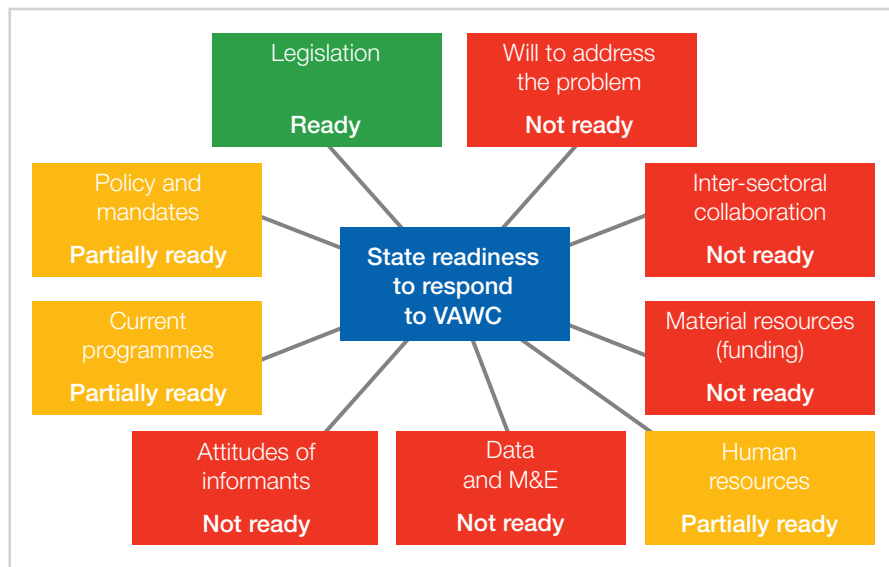 Legislation
Ready
Will to address
the problem
Not ready
Policy and
mandates
Partially ready
Inter-sectoral
collaboration
Not ready
State readiness
to respond
to VAWC
Current
programmes
Partially ready
Material resources
(funding)
Not ready
Attitudes of
informants
Not ready
Data
and M&E
Not ready
Human
resources
Partially ready